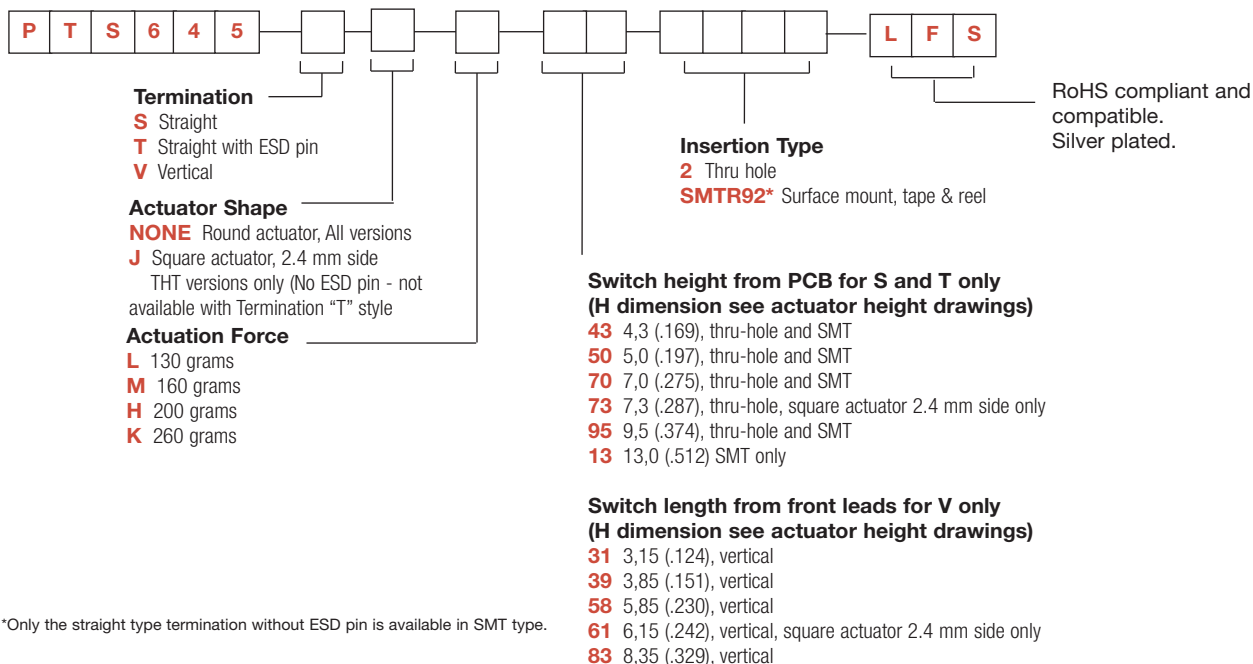 P T S 6 4 5
L F S
RoHS compliant and
compatible.
Silver plated.
Termination
S Straight
T Straight with ESD pin
V Vertical
Actuator Shape
NONE Round actuator, All versions
J Square actuator, 2.4 mm side
THT versions only (No ESD pin - not
available with Termination “T” style
Actuation Force
L 130 grams
M 160 grams
H 200 grams
K 260 grams
Insertion Type
2 Thru hole
SMTR92* Surface mount, tape & reel
Switch height from PCB for S and T only
(H dimension see actuator height drawings)
43 4,3 (.169), thru-hole and SMT
50 5,0 (.197), thru-hole and SMT
70 7,0 (.275), thru-hole and SMT
73 7,3 (.287), thru-hole, square actuator 2.4 mm side only
95 9,5 (.374), thru-hole and SMT
13 13,0 (.512) SMT only
Switch length from front leads for V only
(H dimension see actuator height drawings)
31 3,15 (.124), vertical
39 3,85 (.151), vertical
58 5,85 (.230), vertical
61 6,15 (.242), vertical, square actuator 2.4 mm side only
83 8,35 (.329), vertical
*Only the straight type termination without ESD pin is available in SMT type.